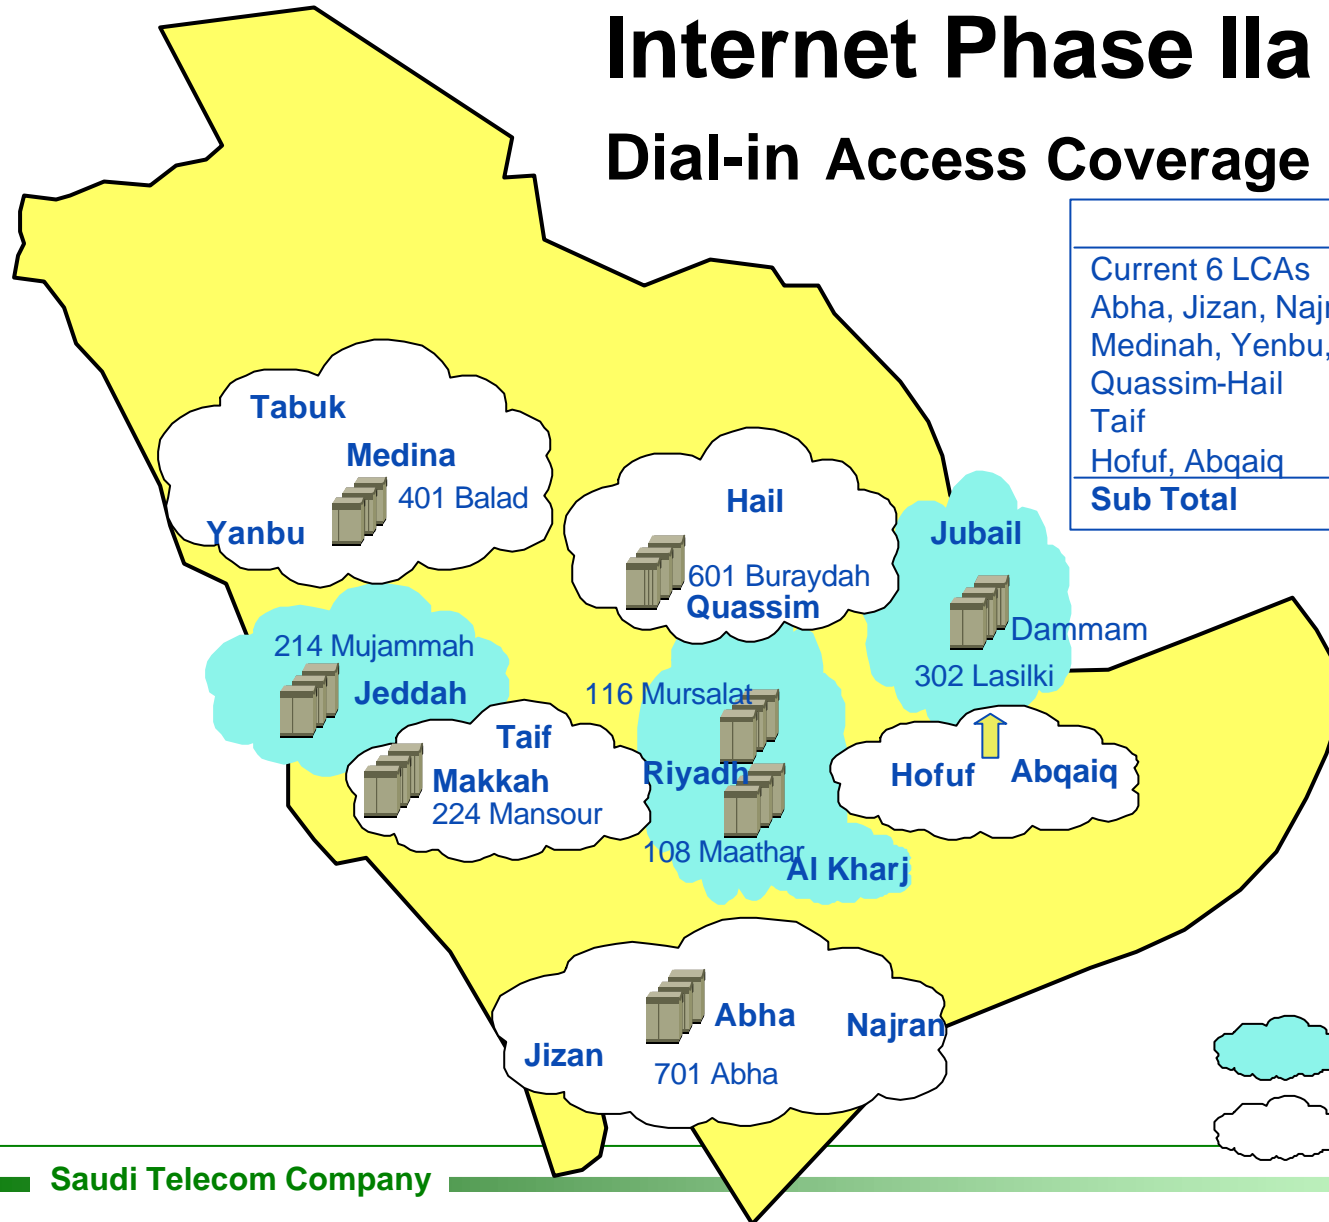 Internet Phase IIa
Dial-in Access Coverage
Current 6 LCAs
Abha, Jizan, Najr
Medinah, Yenbu,
Quassim-Hail
Taif
Hofuf, Abqaiq
Sub Total
Tabuk
Medina
401 Balad
Yanbu
Hail
601 Buraydah
Quassim
Jubail
Dammam
302 Lasilki
214 Mujammah
Jeddah
116 Mursalat
Taif
Makkah
224 Mansour
Riyadh
108 Maathar
Al Kharj
Hofuf
Abqaiq
Abha
Najran
Jizan
701 Abha
Saudi Telecom Company